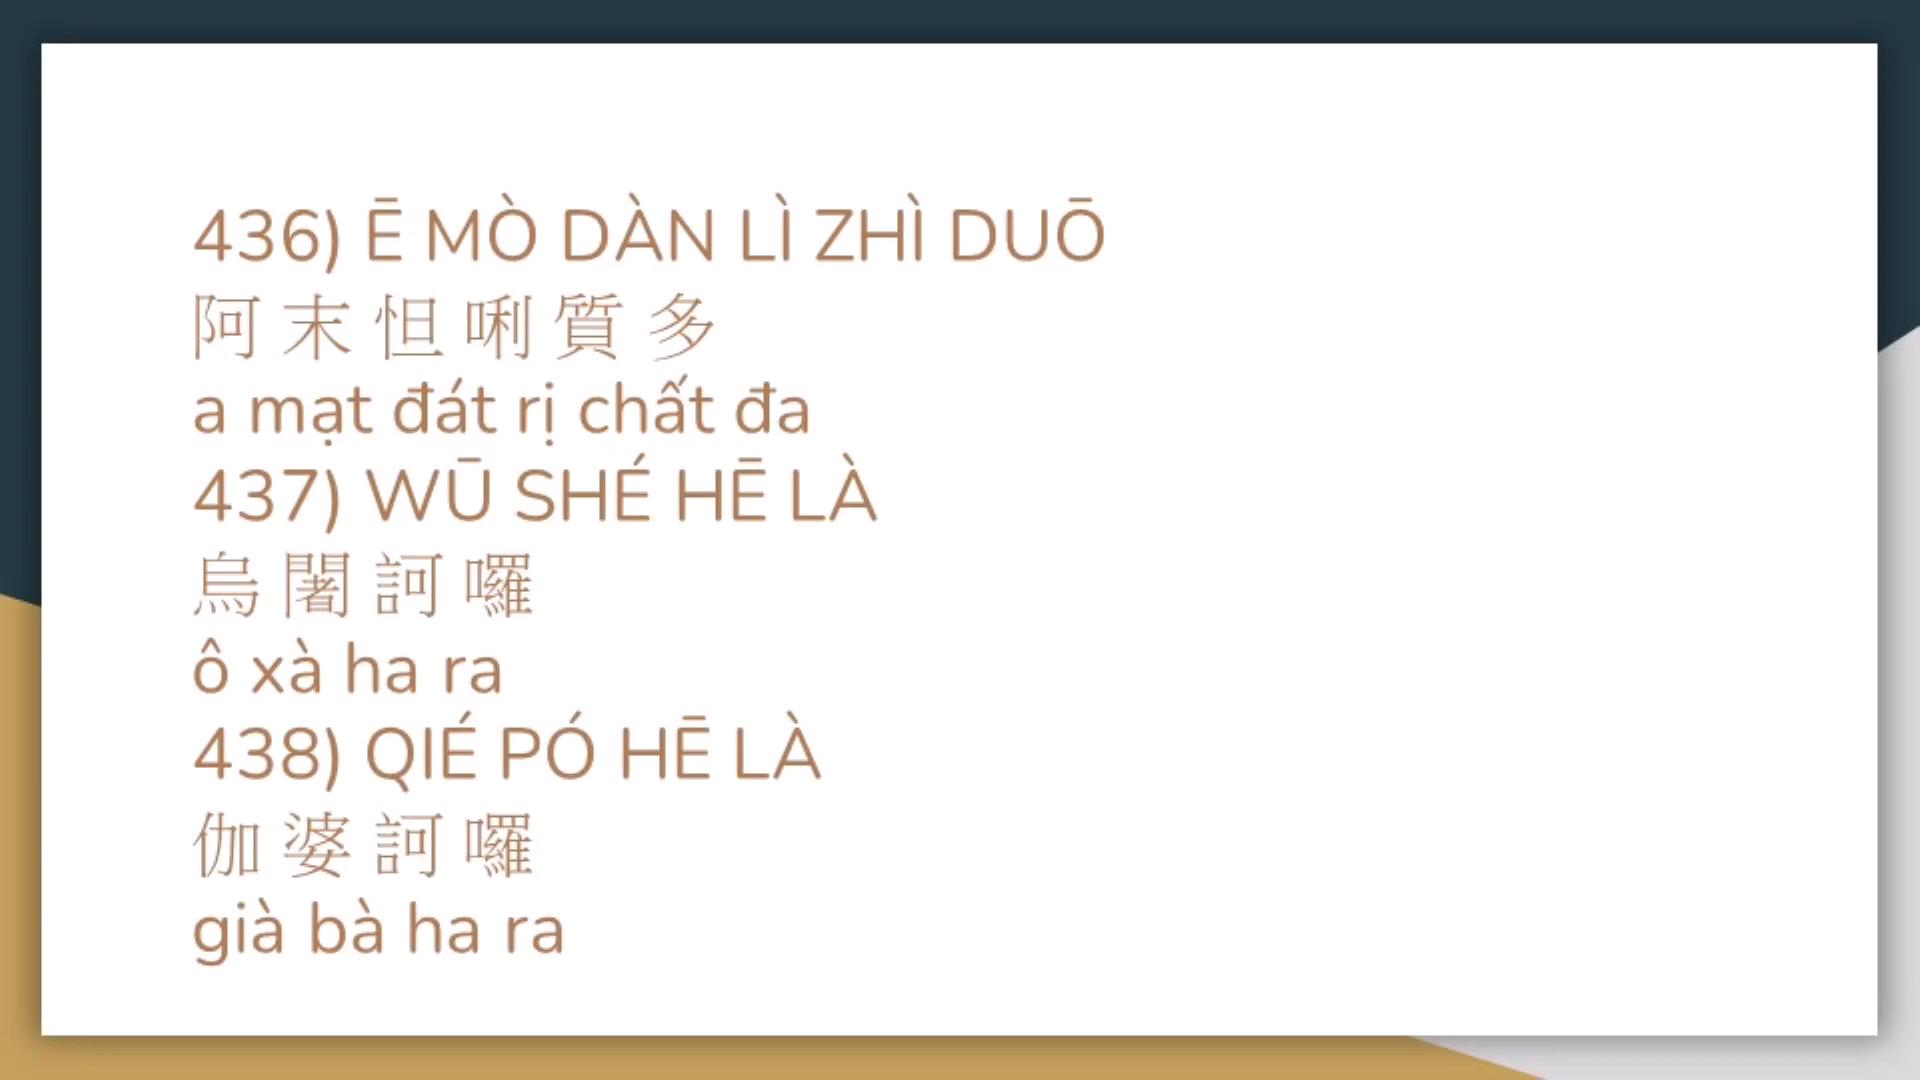 436) Ē MÒ DÀN LÌ ZHÌ DUŌ
阿 末 怛 唎 質 多
a mạt đát rị chất đa
437) WŪ SHÉ HĒ LÀ
烏 闍 訶 囉
ô xà ha ra
438) QIÉ PÓ HĒ LÀ
伽 婆 訶 囉
già bà ha ra